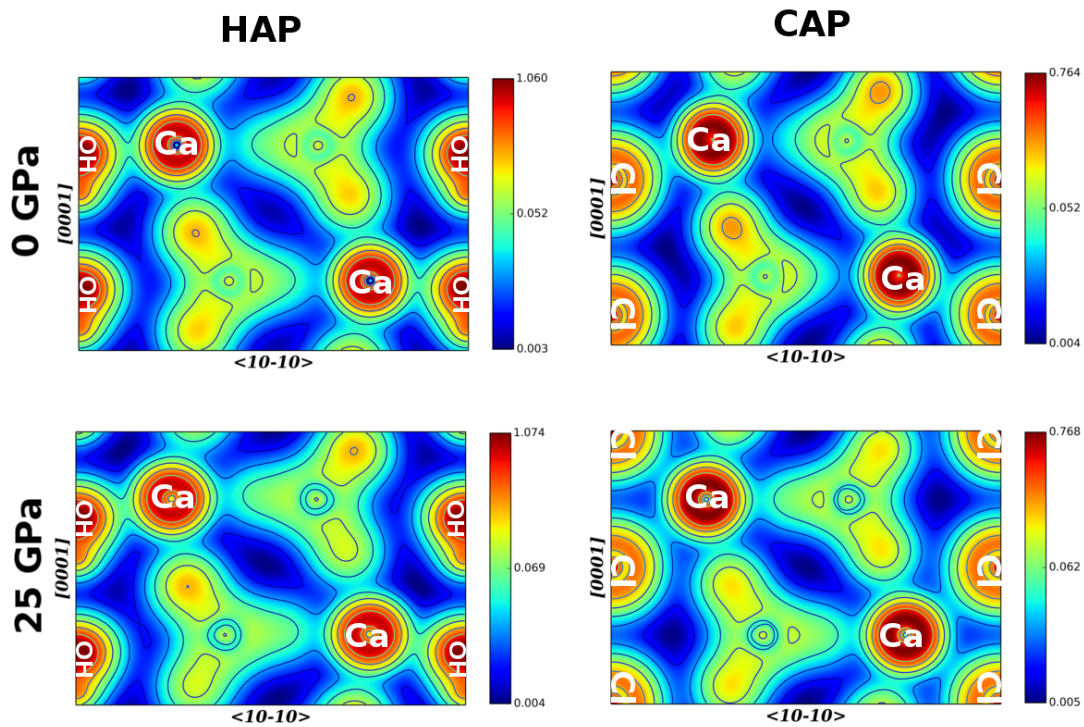 HAP
CAP
0 GPa
[0001]
HO
Ca
HO
HO
Ca
HO
1.060
0.052
0.003
<10-10>
[0001]
Ca
Cl
Cl
Ca
Cl
Cl
0.764
0.052
0.004
<10-10>
25 GPa
[0001]
Ca
HO
HO
Ca
HO
HO
1.074
0.069
0.004
<10-10>
[0001]
Cl
Cl
Ca
Cl
Cl
Ca
Cl
Cl
0.768
0.062
0.005
<10-10>